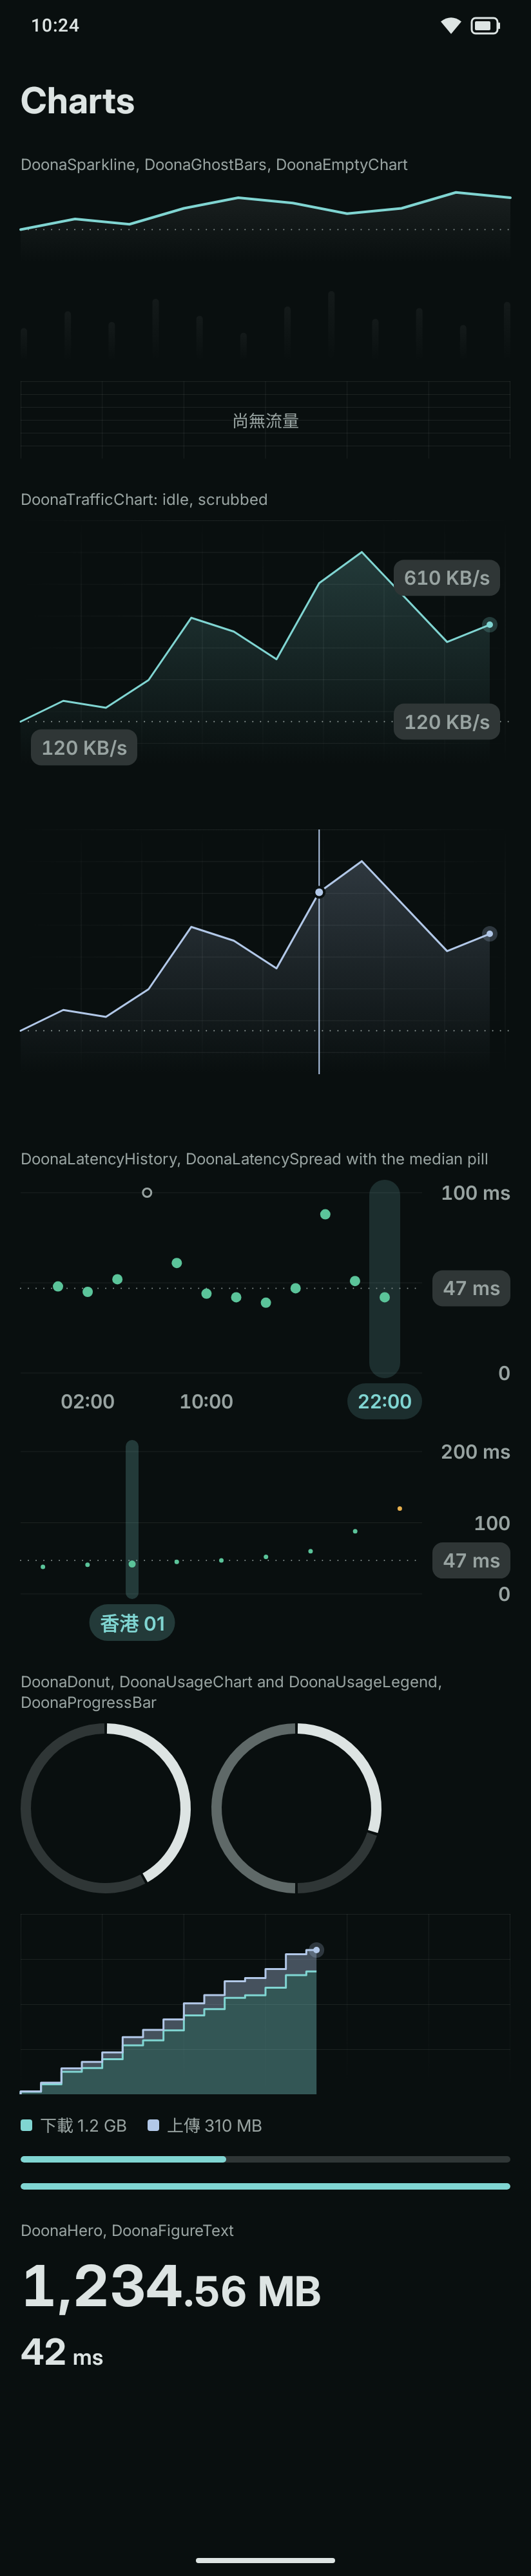 10:24
Charts
DoonaSparkline, DoonaGhostBars, DoonaEmptyChart
尚無流量
DoonaTrafficChart: idle, scrubbed
610 KB/s
120 KB/s
120 KB/s
DoonaLatencyHistory, DoonaLatencySpread with the median pill
100 ms
47 ms
0
02:00 10:00 22:00
200 ms
100
47 ms
0
香港 01
DoonaDonut, DoonaUsageChart and DoonaUsageLegend,
DoonaProgressBar
下載 1.2 GB 上傳 310 MB
DoonaHero, DoonaFigureText
1,234.56 MB
42 ms